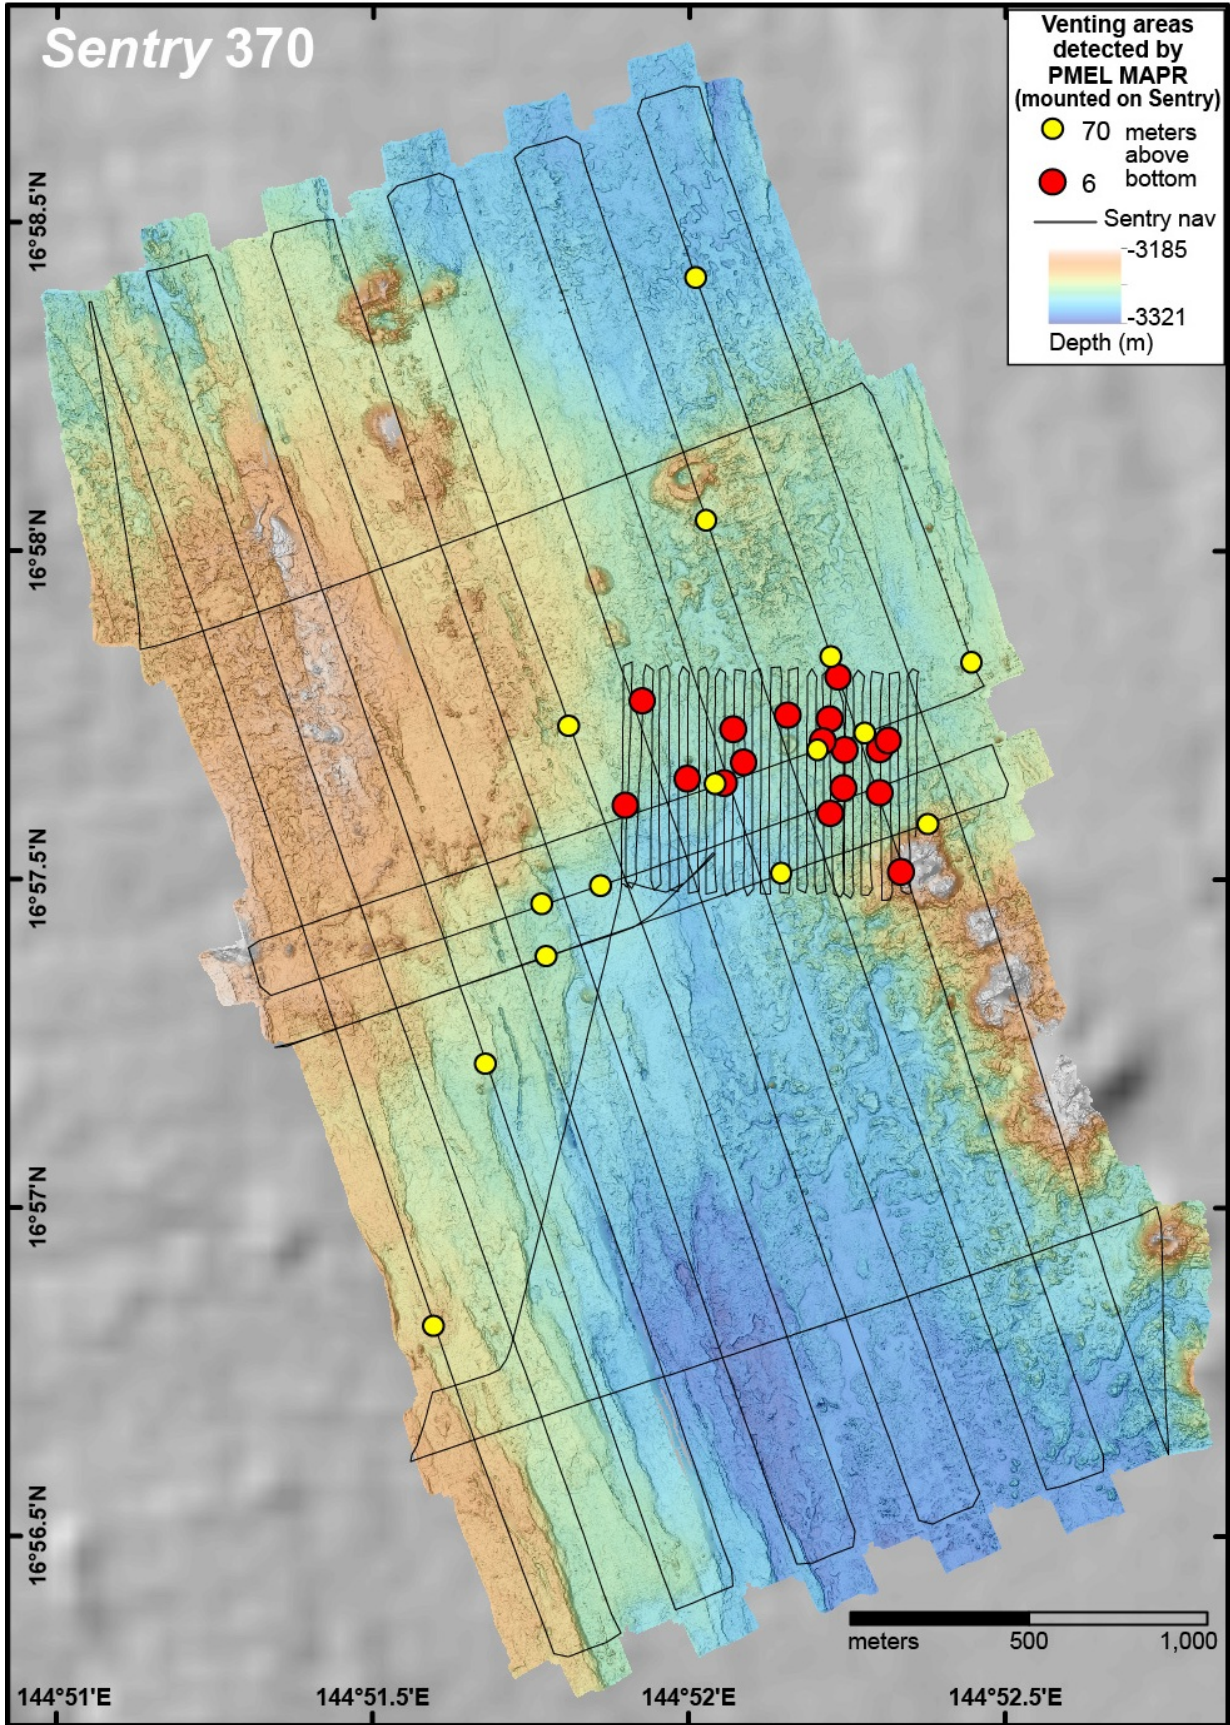 Sentry 370
Venting areas
detected by
PMEL MAPR
(mounted on Sentry)
70 meters
above
6 bottom
Sentry nav
-3185
-3321
Depth (m)
16°58.5'N
16°58'N
16°57.5'N
16°57'N
16°56.5'N
meters 500 1,000
144°51'E 144°51.5'E 144°52'E 144°52.5'E